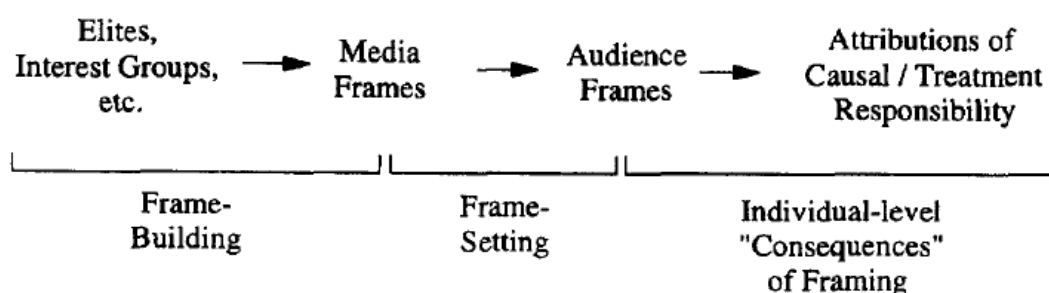 Elites,
Interest Groups,
etc.
Media
Frames
Audience
Frames
Attributions of
Causal / Treatment
Responsibility
Frame-
Building
Frame-
Setting
Individual-level
"Consequences"
of Framing